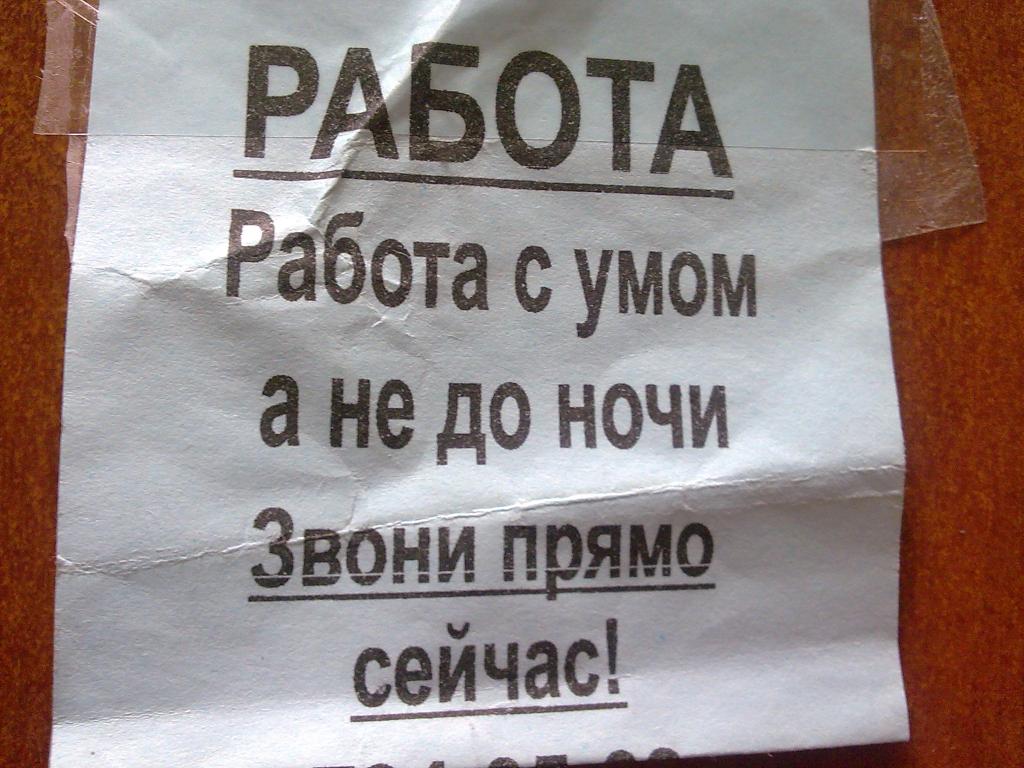 РАБОТА
Работа с умом
а не до ночи
Звони прямо
сейчас!